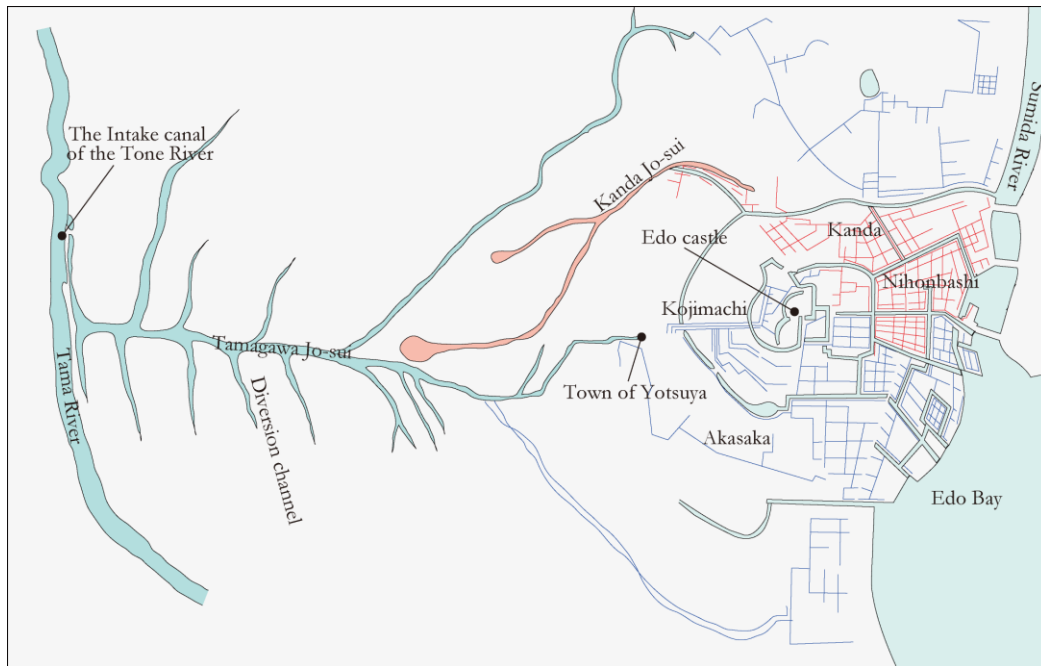 The Intake canal
of the Tone River
Sumida River
Kanda Jo-sui
Kanda
Edo castle
Nihonbashi
Kojimachi
Tamagawa Jo-sui
Tama River
Town of Yotsuya
Diversion channel
Akasaka
Edo Bay